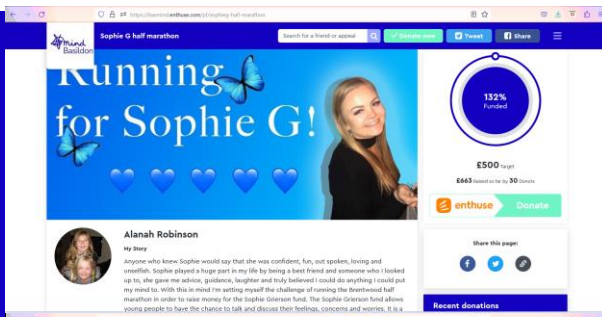 https://basmind.enthuse.com/pf/sophieg-half-marathon
mind
Basildon
Sophie G half marathon
Search for a friend or appeal
Donate now
Tweet
Share
Running
for Sophie G!
132%
Funded
£500 target
£663 raised so far by 30 Donors
enthuse
Donate
Alanah Robinson
My Story
Anyone who knew Sophie would say that she was confident, fun, out spoken, loving and
unselfish. Sophie played a huge part in my life by being a best friend and someone who I looked
up to, she gave me advice, guidance, laughter and truly believed I could do anything I could put
my mind to. With this in mind I'm setting myself the challenge of running the Brentwood half
marathon in order to raise money for the Sophie Grierson fund. The Sophie Grierson fund allows
young people to have the chance to talk and discuss their feelings, concerns and worries. It is a
Share this page:
Recent donations